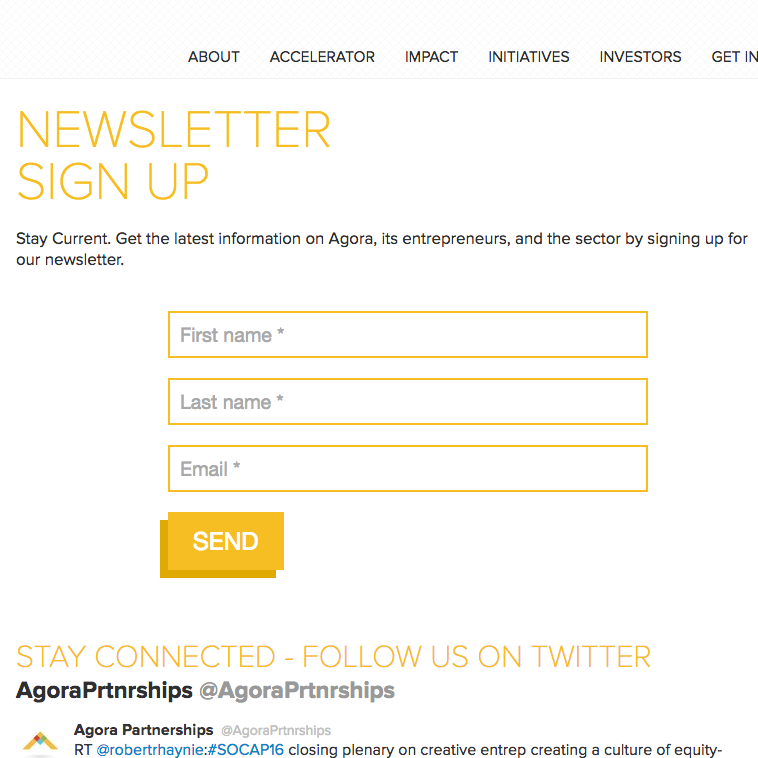 ABOUT ACCELERATOR IMPACT INITIATIVES INVESTORS GET IN
NEWSLETTER
SIGN UP
Stay Current. Get the latest information on Agora, its entrepreneurs, and the sector by signing up for
our newsletter.
First name *
Last name *
Email *
SEND
STAY CONNECTED - FOLLOW US ON TWITTER
AgoraPrtnrships @AgoraPrtnrships
Agora Partnerships @AgoraPrtnrships
RT @robertrhaynie:#SOCAP16 closing plenary on creative entrep creating a culture of equity-